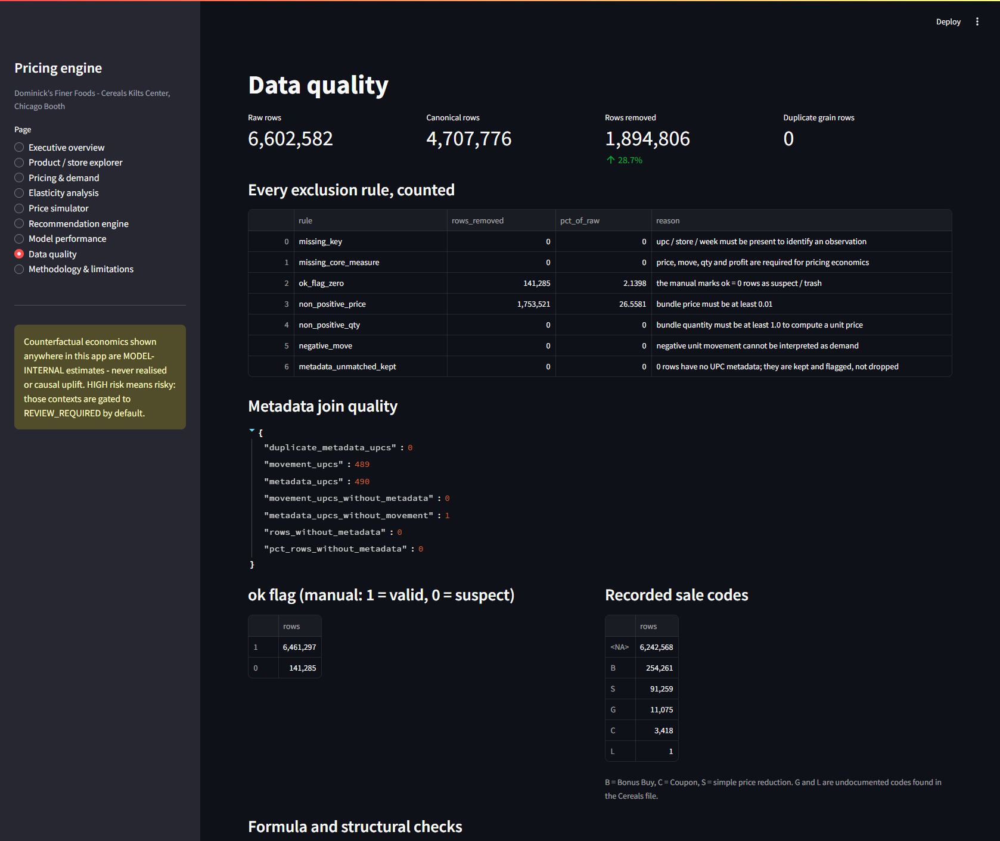 Deploy
Pricing engine
Dominick's Finer Foods - Cereals Kilts Center,
Chicago Booth
Page
Executive overview
Product / store explorer
Pricing & demand
Elasticity analysis
Price simulator
Recommendation engine
Model performance
Data quality
Methodology & limitations
Counterfactual economics shown
anywhere in this app are MODEL-
INTERNAL estimates - never realised
or causal uplift. HIGH risk means risky:
those contexts are gated to
REVIEW_REQUIRED by default.
Data quality
Raw rows Canonical rows Rows removed Duplicate grain rows
6,602,582 4,707,776 1,894,806 0
↑ 28.7%
Every exclusion rule, counted
rule rows_removed pct_of_raw reason
0 missing_key 0 0 upc / store / week must be present to identify an observation
1 missing_core_measure 0 0 price, move, qty and profit are required for pricing economics
2 ok_flag_zero 141,285 2.1398 the manual marks ok = 0 rows as suspect / trash
3 non_positive_price 1,753,521 26.5581 bundle price must be at least 0.01
4 non_positive_qty 0 0 bundle quantity must be at least 1.0 to compute a unit price
5 negative_move 0 0 negative unit movement cannot be interpreted as demand
6 metadata_unmatched_kept 0 0 0 rows have no UPC metadata; they are kept and flagged, not dropped
Metadata join quality
{
"duplicate_metadata_upcs" : 0
"movement_upcs" : 489
"metadata_upcs" : 490
"movement_upcs_without_metadata" : 0
"metadata_upcs_without_movement" : 1
"rows_without_metadata" : 0
"pct_rows_without_metadata" : 0
}
ok flag (manual: 1 = valid, 0 = suspect)
rows
1 6,461,297
0 141,285
Recorded sale codes
rows
<NA> 6,242,568
B 254,261
S 91,259
G 11,075
C 3,418
L 1
B = Bonus Buy, C = Coupon, S = simple price reduction. G and L are undocumented codes found in
the Cereals file.
Formula and structural checks